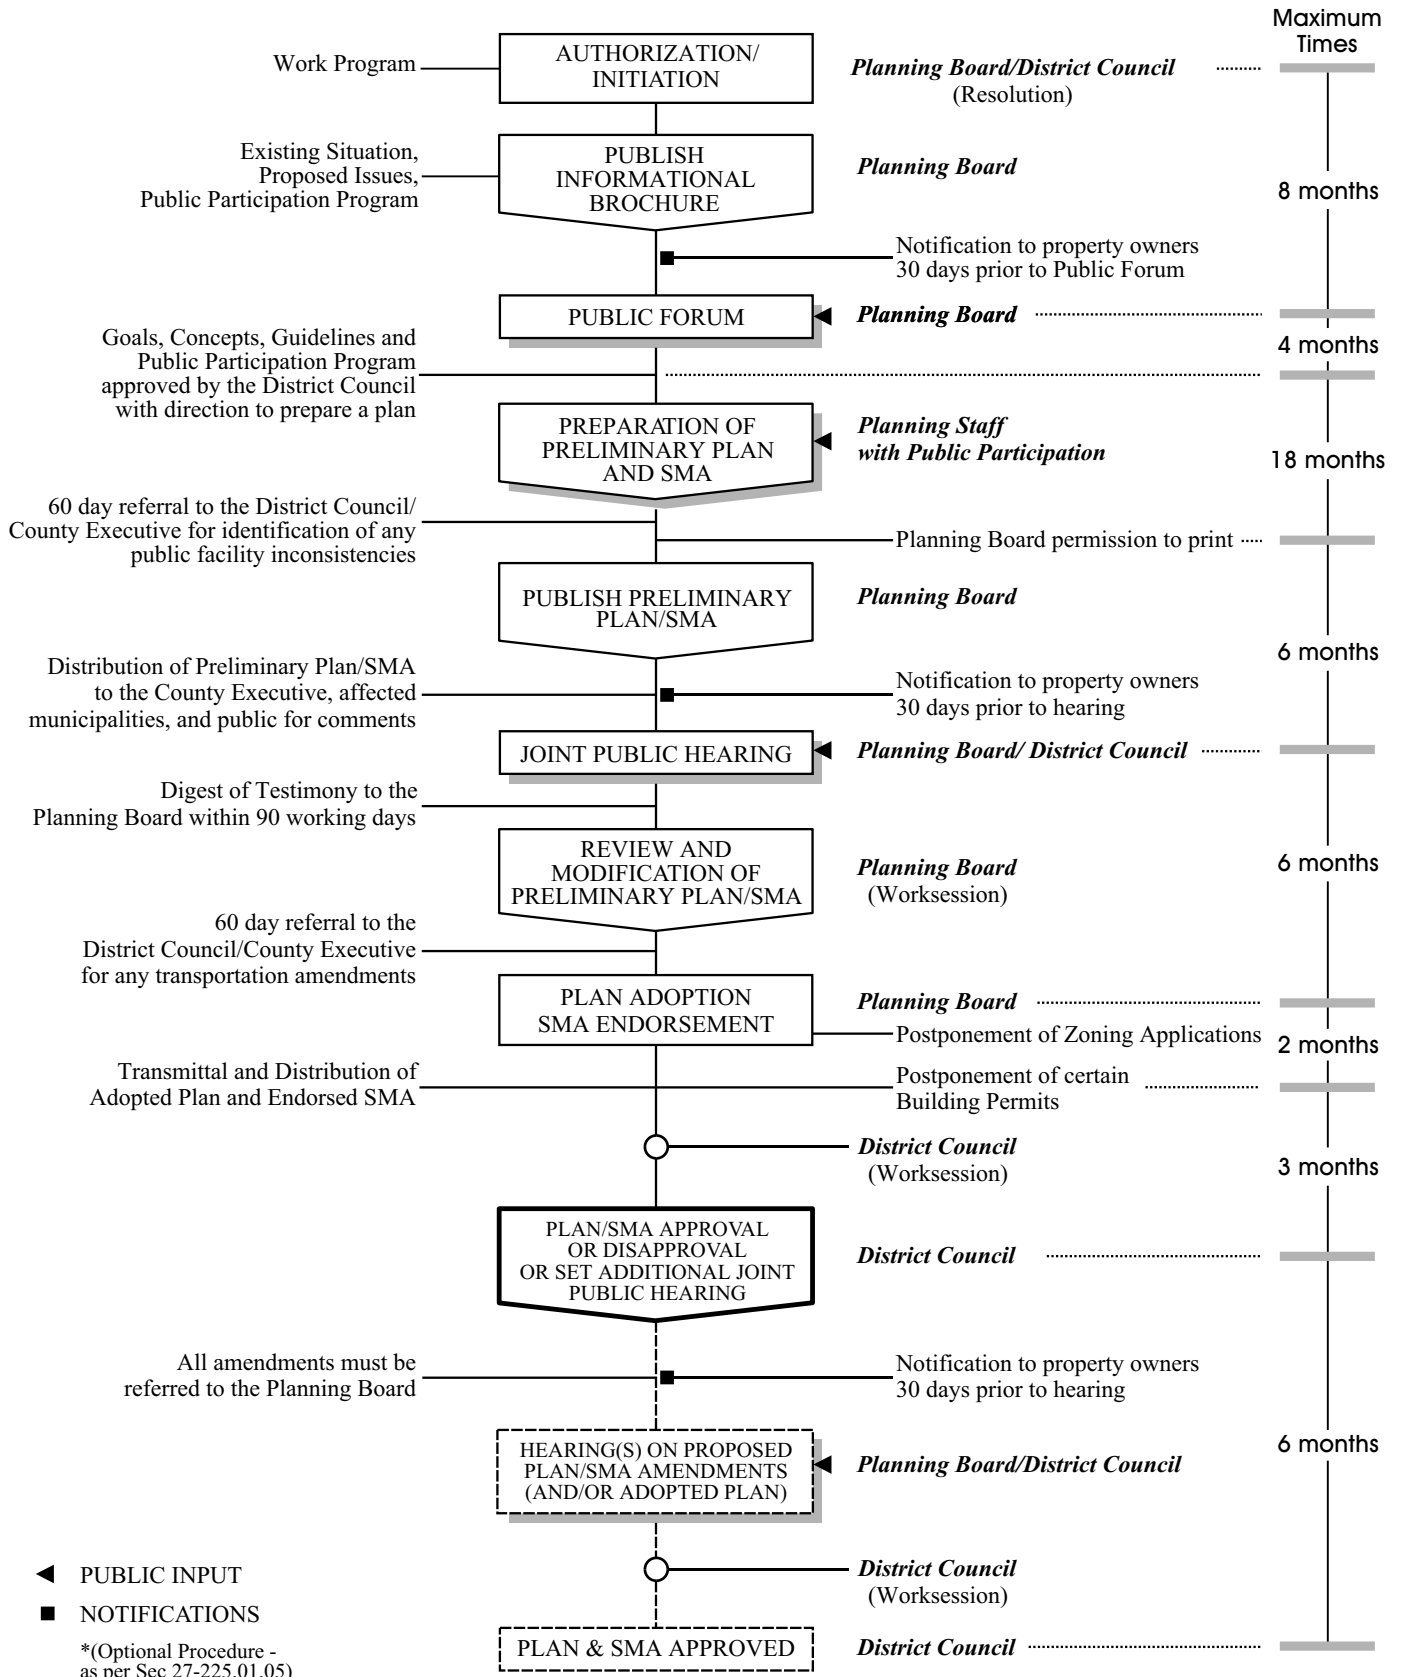 Maximum
Times
Work Program
AUTHORIZATION/
INITIATION
Planning Board/District Council
(Resolution)
Existing Situation,
Proposed Issues,
Public Participation Program
PUBLISH
INFORMATIONAL
BROCHURE
Planning Board
8 months
Notification to property owners
30 days prior to Public Forum
PUBLIC FORUM
Planning Board
Goals, Concepts, Guidelines and
Public Participation Program
approved by the District Council
with direction to prepare a plan
4 months
PREPARATION OF
PRELIMINARY PLAN
AND SMA
Planning Staff
with Public Participation
18 months
60 day referral to the District Council/
County Executive for identification of any
public facility inconsistencies
Planning Board permission to print
PUBLISH PRELIMINARY
PLAN/SMA
Planning Board
6 months
Distribution of Preliminary Plan/SMA
to the County Executive, affected
municipalities, and public for comments
Notification to property owners
30 days prior to hearing
JOINT PUBLIC HEARING
Planning Board/ District Council
Digest of Testimony to the
Planning Board within 90 working days
REVIEW AND
MODIFICATION OF
PRELIMINARY PLAN/SMA
Planning Board
(Worksession)
6 months
60 day referral to the
District Council/County Executive
for any transportation amendments
PLAN ADOPTION
SMA ENDORSEMENT
Planning Board
Postponement of Zoning Applications
2 months
Transmittal and Distribution of
Adopted Plan and Endorsed SMA
Postponement of certain
Building Permits
District Council
(Worksession)
3 months
PLAN/SMA APPROVAL
OR DISAPPROVAL
OR SET ADDITIONAL JOINT
PUBLIC HEARING
District Council
All amendments must be
referred to the Planning Board
Notification to property owners
30 days prior to hearing
HEARING(S) ON PROPOSED
PLAN/SMA AMENDMENTS
(AND/OR ADOPTED PLAN)
Planning Board/District Council
6 months
District Council
(Worksession)
PLAN & SMA APPROVED
District Council
PUBLIC INPUT
NOTIFICATIONS
*(Optional Procedure -
as per Sec 27-225.01.05)